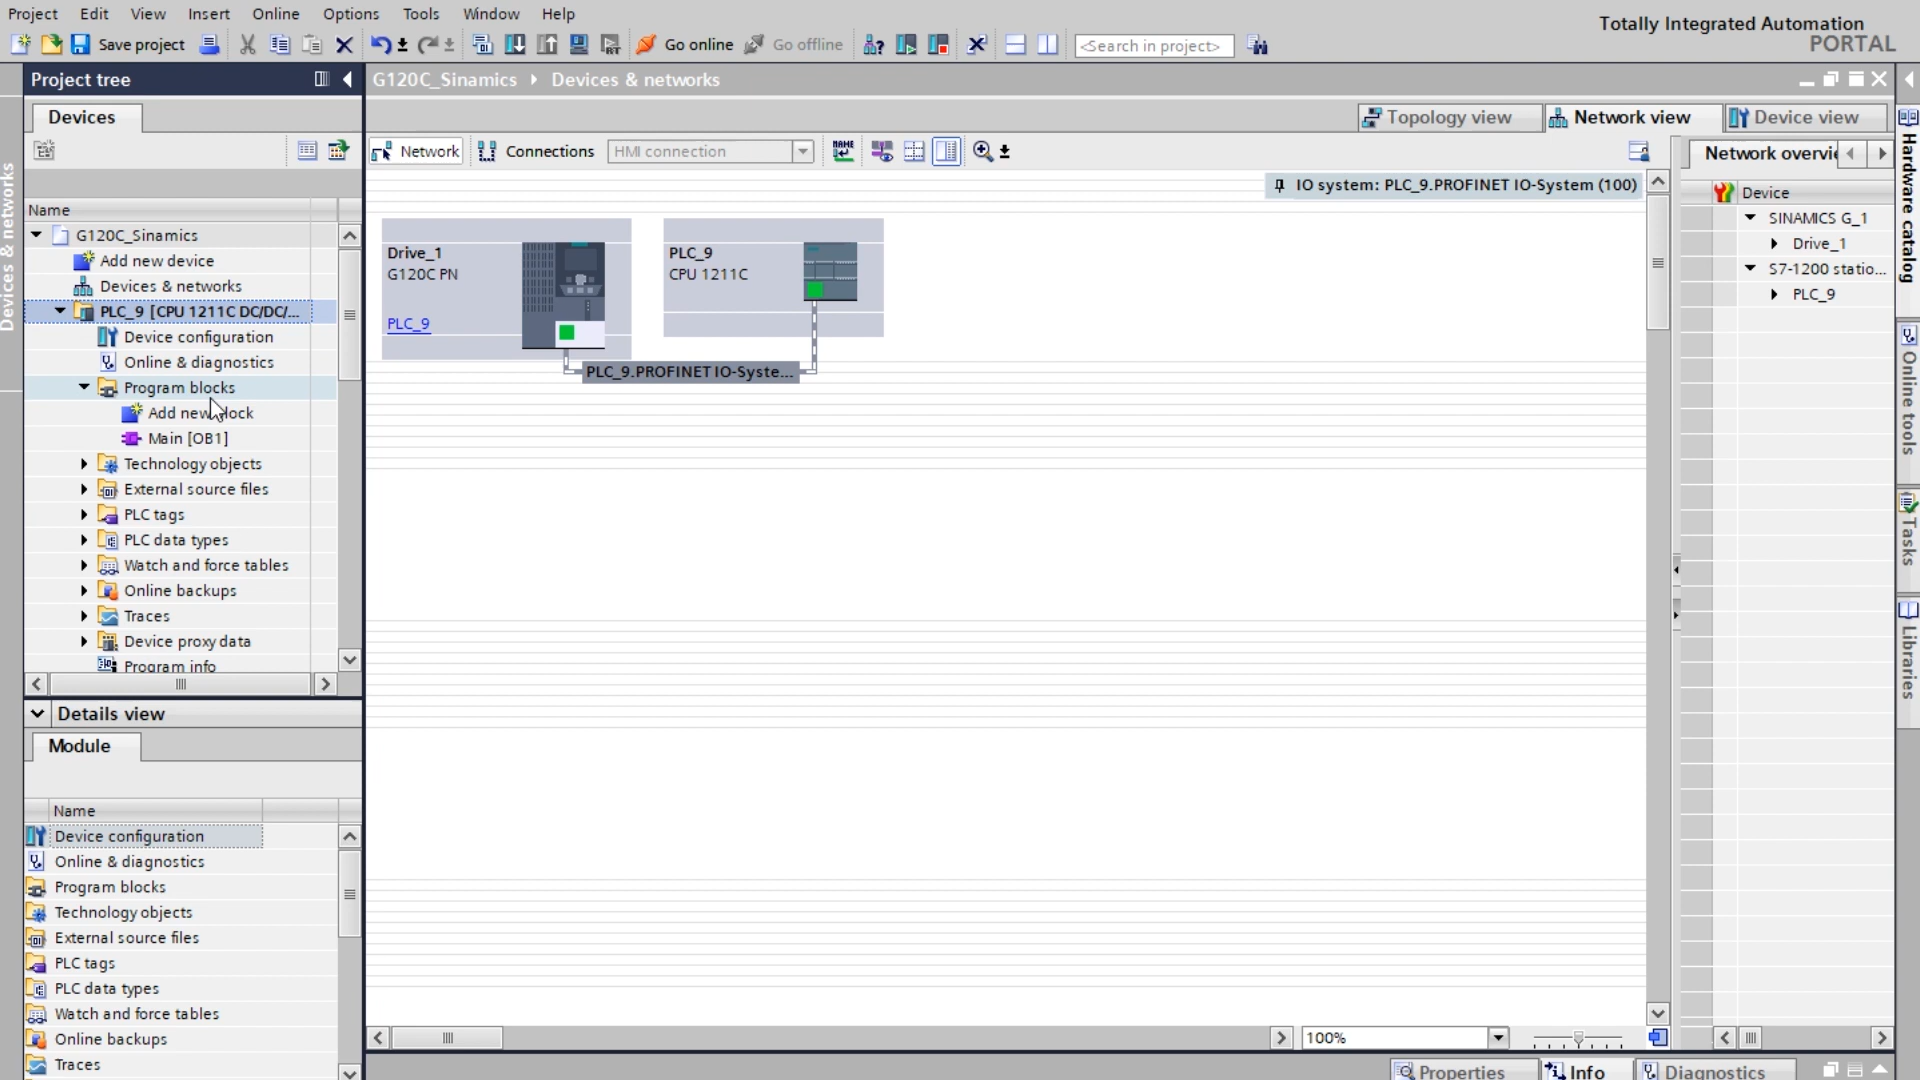 Project Edit View Insert Online Options Tools Window Help
Totally Integrated Automation
PORTAL
Save project
Go online
Go offline
<Search in project>
Project tree
G120C_Sinamics Devices & networks
Devices
Topology view
Network view
Device view
Network
Connections
HMI connection
Network overvi
IO system: PLC_9.PROFINET IO-System (100)
Name
G120C_Sinamics
Add new device
Devices & networks
PLC_9 [CPU 1211C DC/DC/...
Device configuration
Online & diagnostics
Program blocks
Add new lock
Main [OB1]
Technology objects
External source files
PLC tags
PLC data types
Watch and force tables
Online backups
Traces
Device proxy data
Program info
Drive_1
G120C PN
PLC_9
PLC_9
CPU 1211C
PLC_9.PROFINET IO-Syste...
Device
SINAMICS G_1
Drive_1
S7-1200 statio...
PLC_9
Details view
Module
Name
Device configuration
Online & diagnostics
Program blocks
Technology objects
External source files
PLC tags
PLC data types
Watch and force tables
Online backups
Traces
100%
Properties
Info
Diagnostics
Devices & networks
Hardware catalog
Online tools
Tasks
Libraries